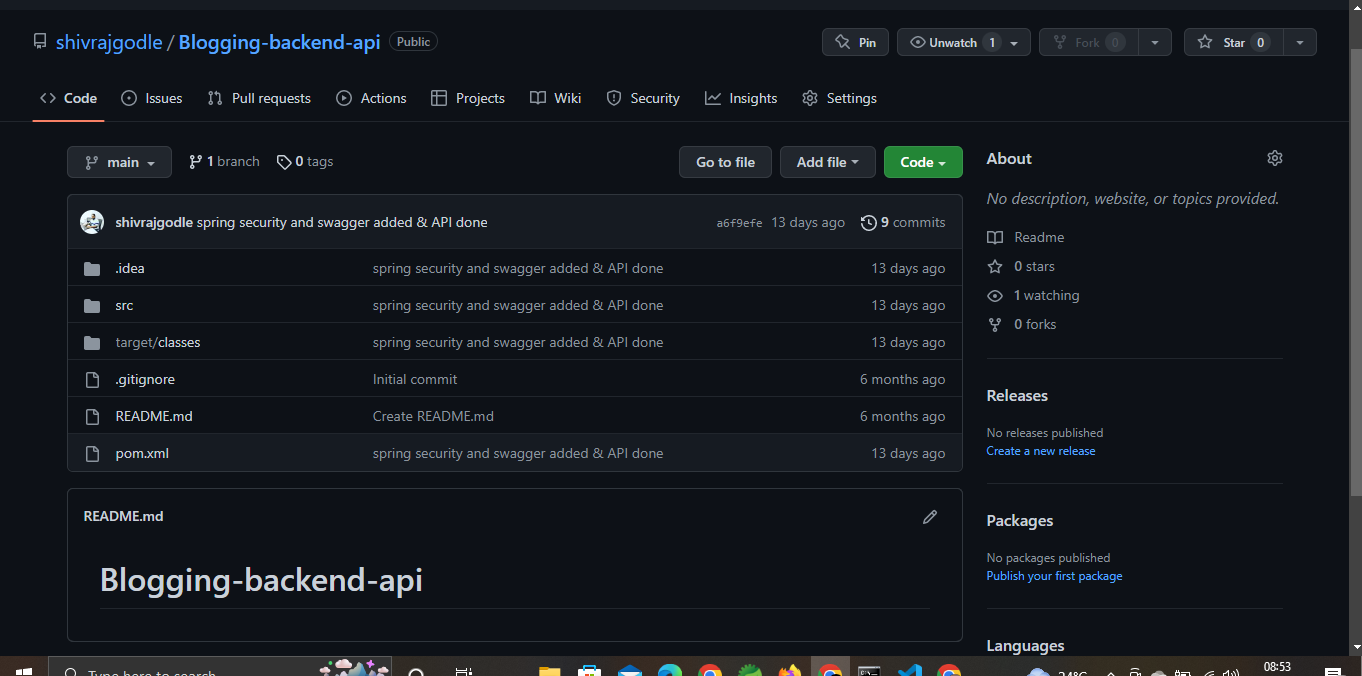 shivrajgodle / Blogging-backend-api Public
Pin Unwatch 1 Fork 0 Star 0
Code Issues Pull requests Actions Projects Wiki Security Insights Settings
main 1 branch 0 tags Go to file Add file Code
shivrajgodle spring security and swagger added & API done a6f9efe 13 days ago 9 commits
.idea spring security and swagger added & API done 13 days ago
src spring security and swagger added & API done 13 days ago
target/classes spring security and swagger added & API done 13 days ago
.gitignore Initial commit 6 months ago
README.md Create README.md 6 months ago
pom.xml spring security and swagger added & API done 13 days ago
README.md
Blogging-backend-api
About
No description, website, or topics provided.
Readme
0 stars
1 watching
0 forks
Releases
No releases published
Create a new release
Packages
No packages published
Publish your first package
Languages
Type here to search
24°C
08:53